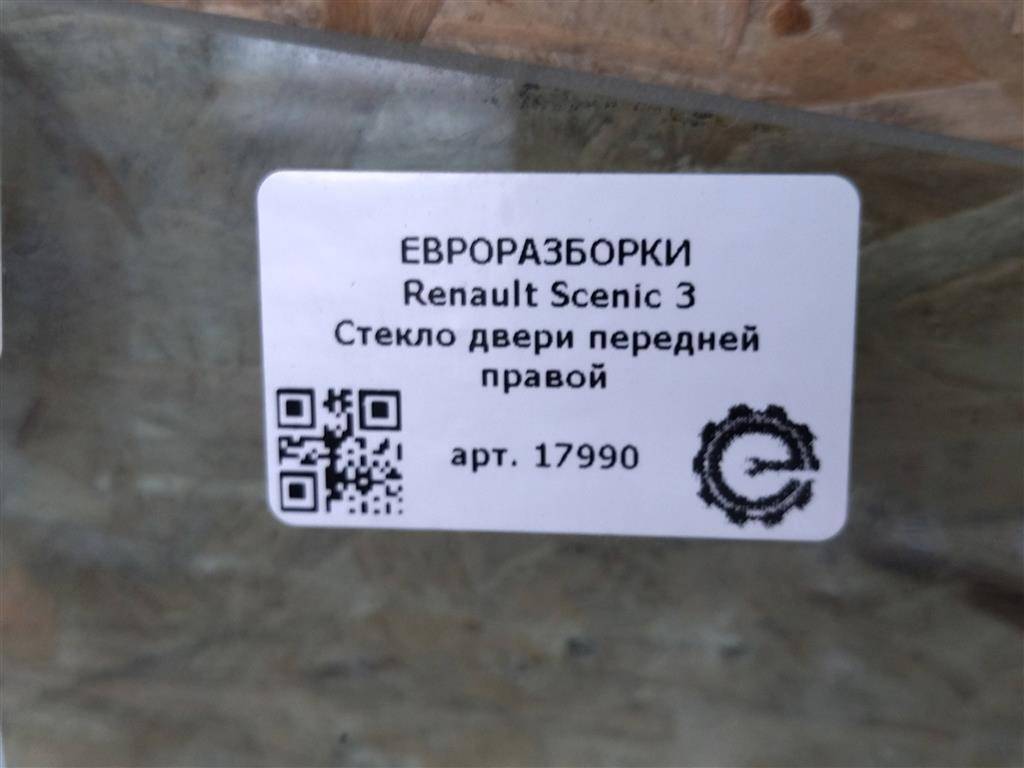 ЕВРОРАЗБОРКИ
Renault Scenic 3
Стекло двери передней
правой
арт. 17990